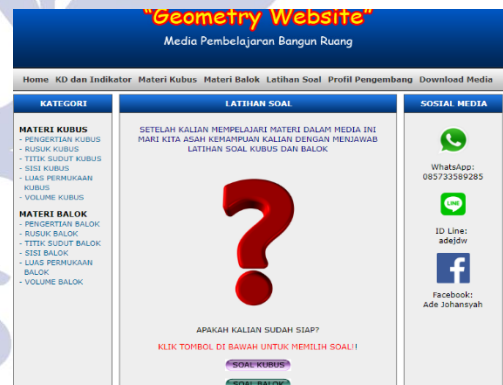 "Geometry Website"
Media Pembelajaran Bangun Ruang
Home KD dan Indikator Materi Kubus Materi Balok Latihan Soal Profil Pengembang Download Media
KATEGORI
MATERI KUBUS
- PENGERTIAN KUBUS
- RUSUK KUBUS
- TITIK SUDUT KUBUS
- SISI KUBUS
- LUAS PERMUKAAN
KUBUS
- VOLUME KUBUS
MATERI BALOK
- PENGERTIAN BALOK
- RUSUK BALOK
- TITIK SUDUT BALOK
- SISI BALOK
- LUAS PERMUKAAN
BALOK
- VOLUME BALOK
LATIHAN SOAL
SETELAH KALIAN MEMPELAJARI MATERI DALAM MEDIA INI
MARI KITA ASAH KEMAMPUAN KALIAN DENGAN MENJAWAB
LATIHAN SOAL KUBUS DAN BALOK
?
APAKAH KALIAN SUDAH SIAP?
KLIK TOMBOL DI BAWAH UNTUK MEMILIH SOAL!!
SOAL KUBUS
SOAL BALOK
SOSIAL MEDIA
WhatsApp:
085733589285
LINE
ID Line:
adejdw
f
Facebook:
Ade Johansyah